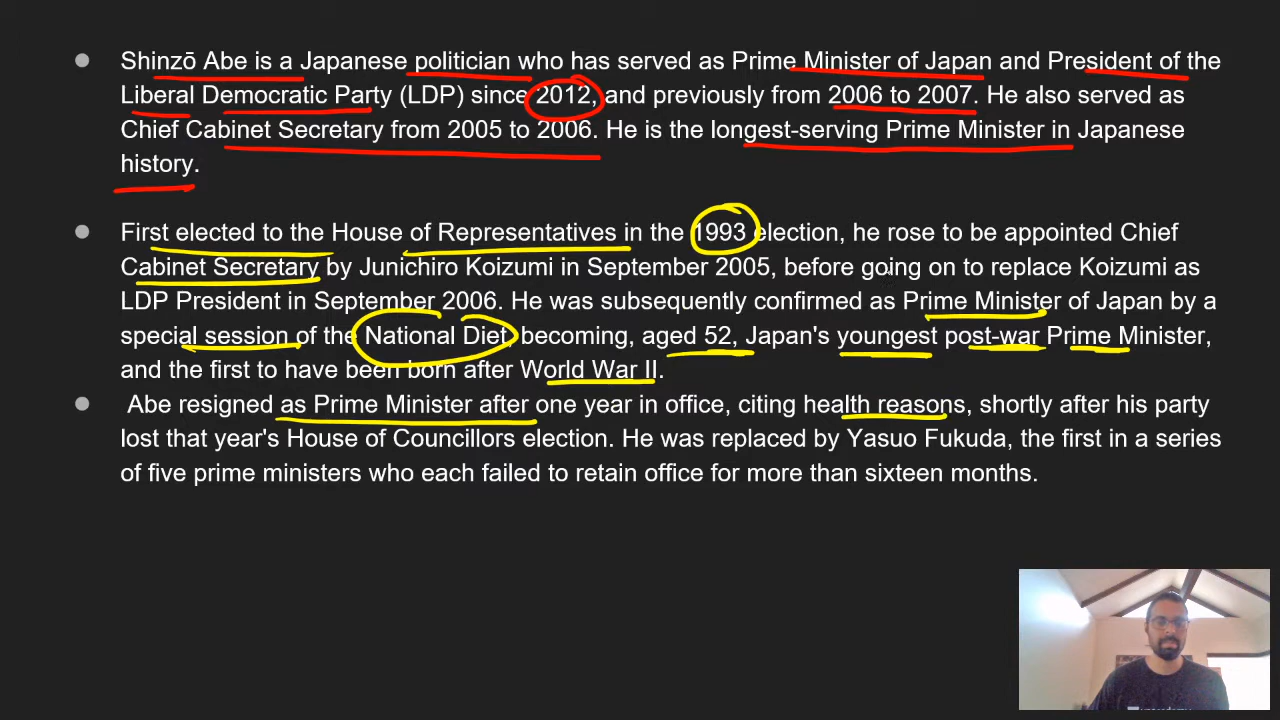 Shinzō Abe is a Japanese politician who has served as Prime Minister of Japan and President of the
Liberal Democratic Party (LDP) since 2012, and previously from 2006 to 2007. He also served as
Chief Cabinet Secretary from 2005 to 2006. He is the longest-serving Prime Minister in Japanese
history.
First elected to the House of Representatives in the 1993 election, he rose to be appointed Chief
Cabinet Secretary by Junichiro Koizumi in September 2005, before going on to replace Koizumi as
LDP President in September 2006. He was subsequently confirmed as Prime Minister of Japan by a
special session of the National Diet, becoming, aged 52, Japan's youngest post-war Prime Minister,
and the first to have been born after World War II.
Abe resigned as Prime Minister after one year in office, citing health reasons, shortly after his party
lost that year's House of Councillors election. He was replaced by Yasuo Fukuda, the first in a series
of five prime ministers who each failed to retain office for more than sixteen months.